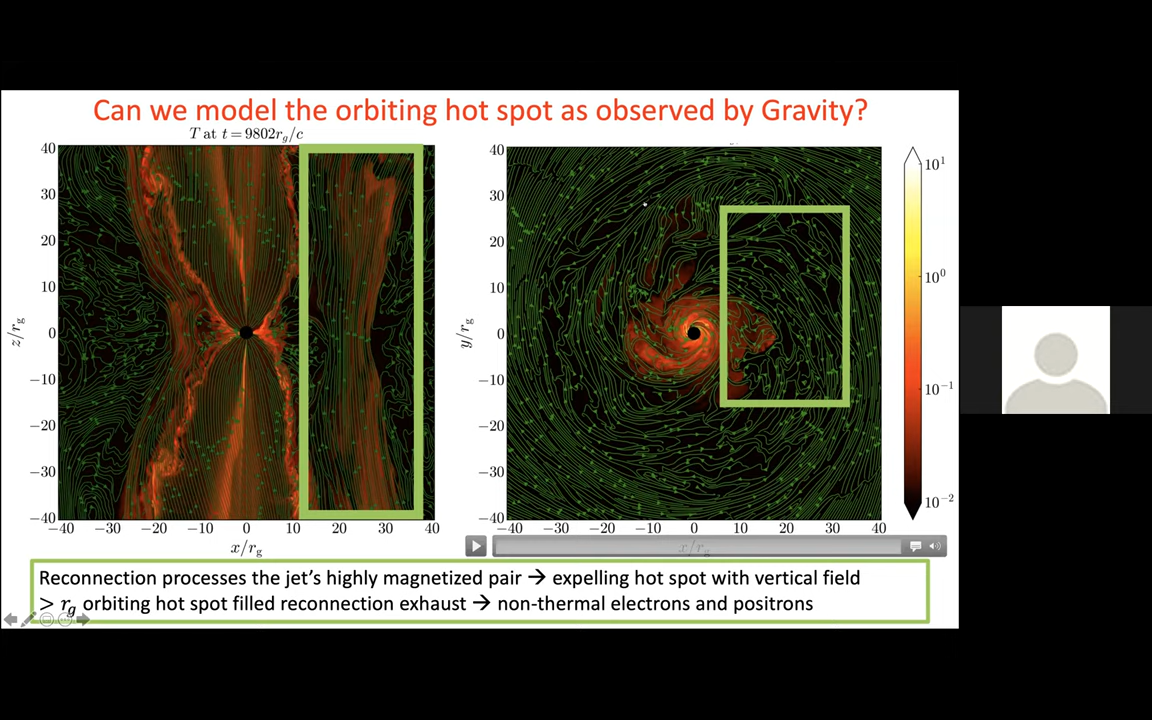 Can we model the orbiting hot spot as observed by Gravity?
T at t = 9802r_g/c
40
30
20
10
0
−10
−20
−30
−40
z/r_g
−40 −30 −20 −10 0 10 20 30 40
x/r_g
40
30
20
10
0
−10
−20
−30
−40
y/r_g
−40 −30 −20 −10 0 10 20 30 40
x/r_g
10¹
10⁰
10⁻¹
10⁻²
Reconnection processes the jet's highly magnetized pair → expelling hot spot with vertical field
> r_g orbiting hot spot filled reconnection exhaust → non-thermal electrons and positrons